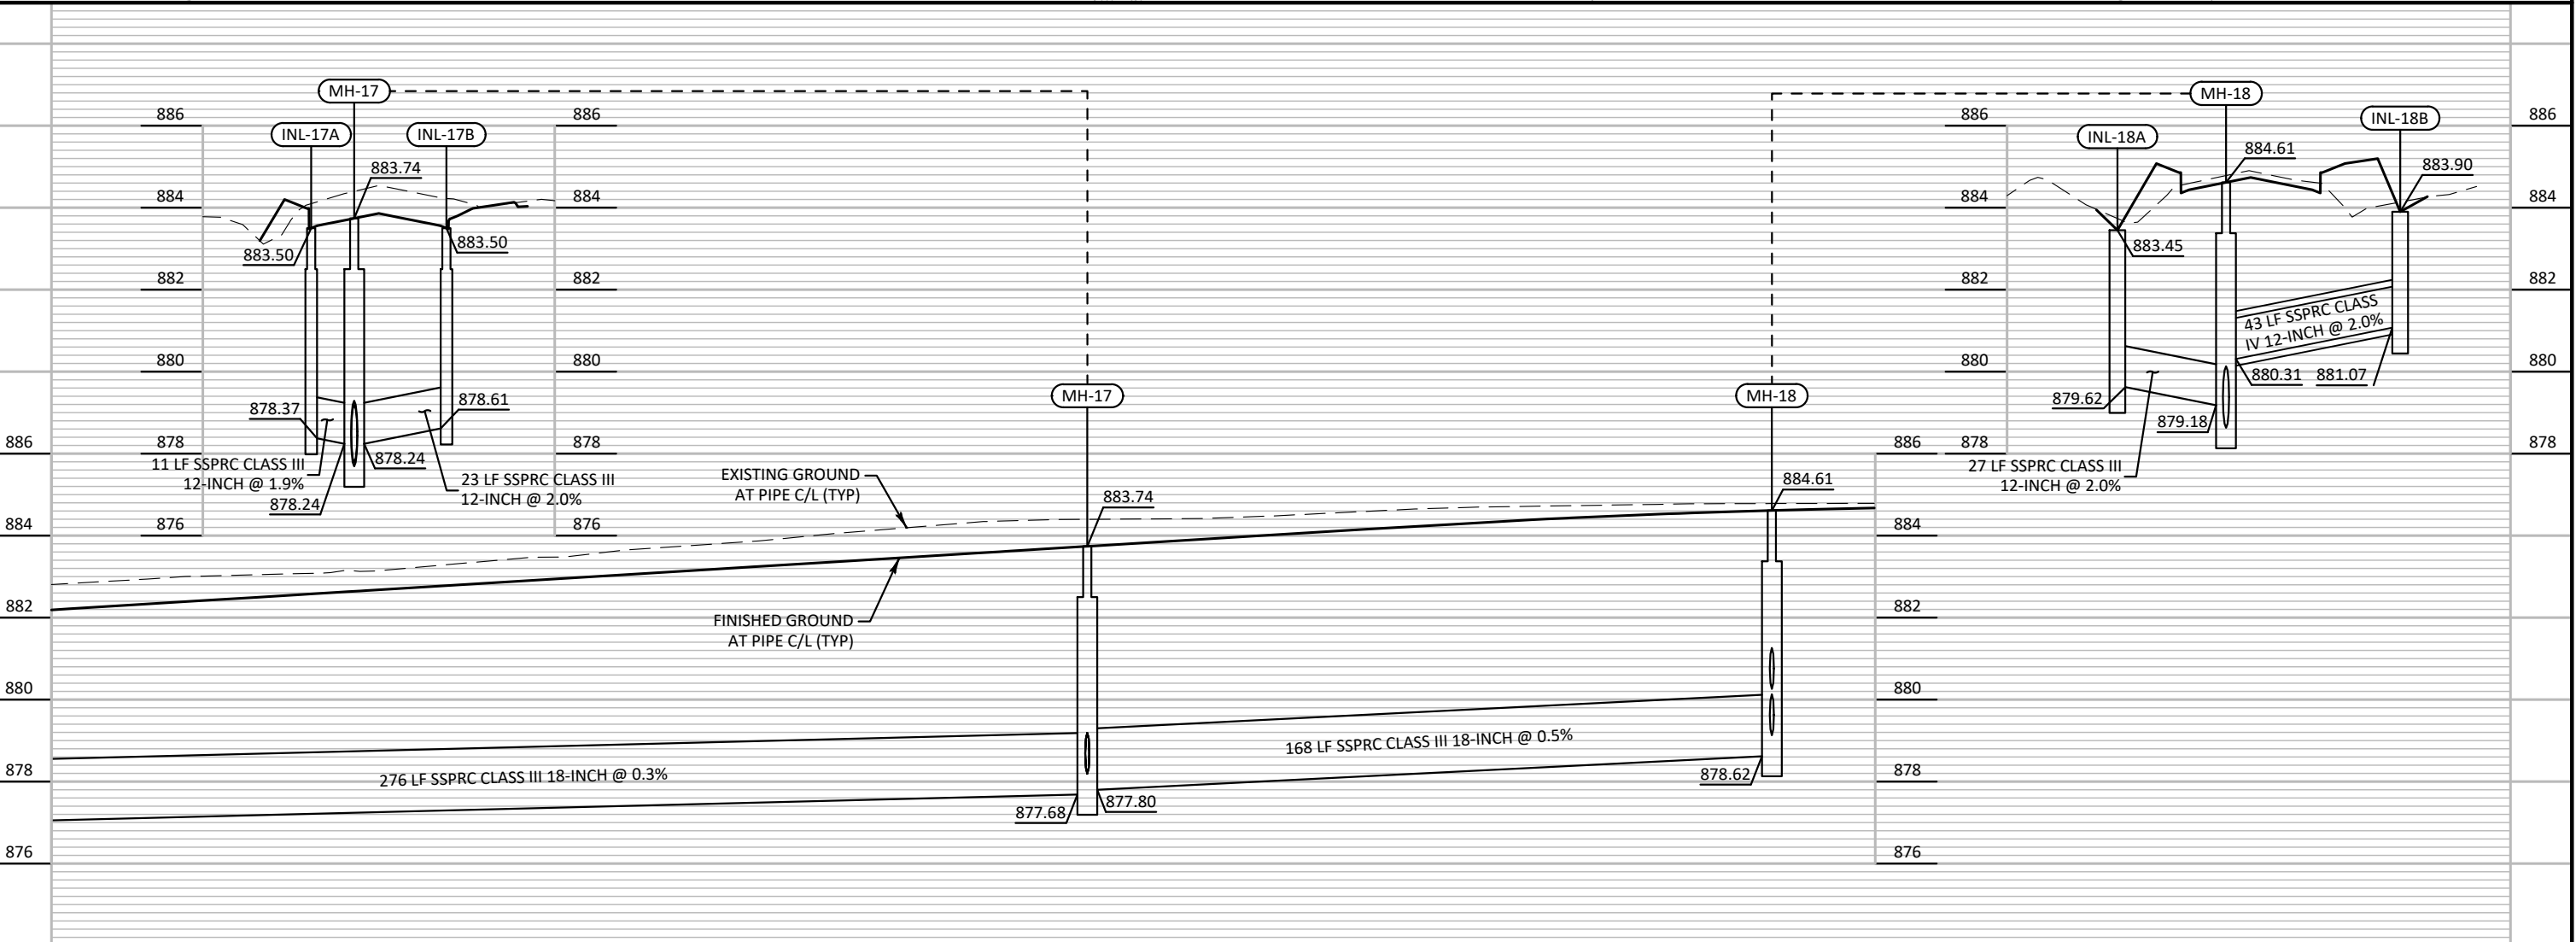 MH-17
MH-18
INL-17A
INL-17B
INL-18A
INL-18B
886
886
886
886
883.74
884.61
883.90
884
884
884
884
883.50
883.50
883.45
882
882
882
882
43 LF SSPRC CLASS
IV 12-INCH @ 2.0%
880
880
880
880
880.31
881.07
MH-17
MH-18
878.37
878.61
879.62
879.18
886
878
878
886
878
878
11 LF SSPRC CLASS III
12-INCH @ 1.9%
878.24
878.24
23 LF SSPRC CLASS III
12-INCH @ 2.0%
EXISTING GROUND
AT PIPE C/L (TYP)
27 LF SSPRC CLASS III
12-INCH @ 2.0%
883.74
884.61
884
876
876
884
882
882
FINISHED GROUND
AT PIPE C/L (TYP)
880
880
168 LF SSPRC CLASS III 18-INCH @ 0.5%
878
878
276 LF SSPRC CLASS III 18-INCH @ 0.3%
878.62
877.68
877.80
876
876